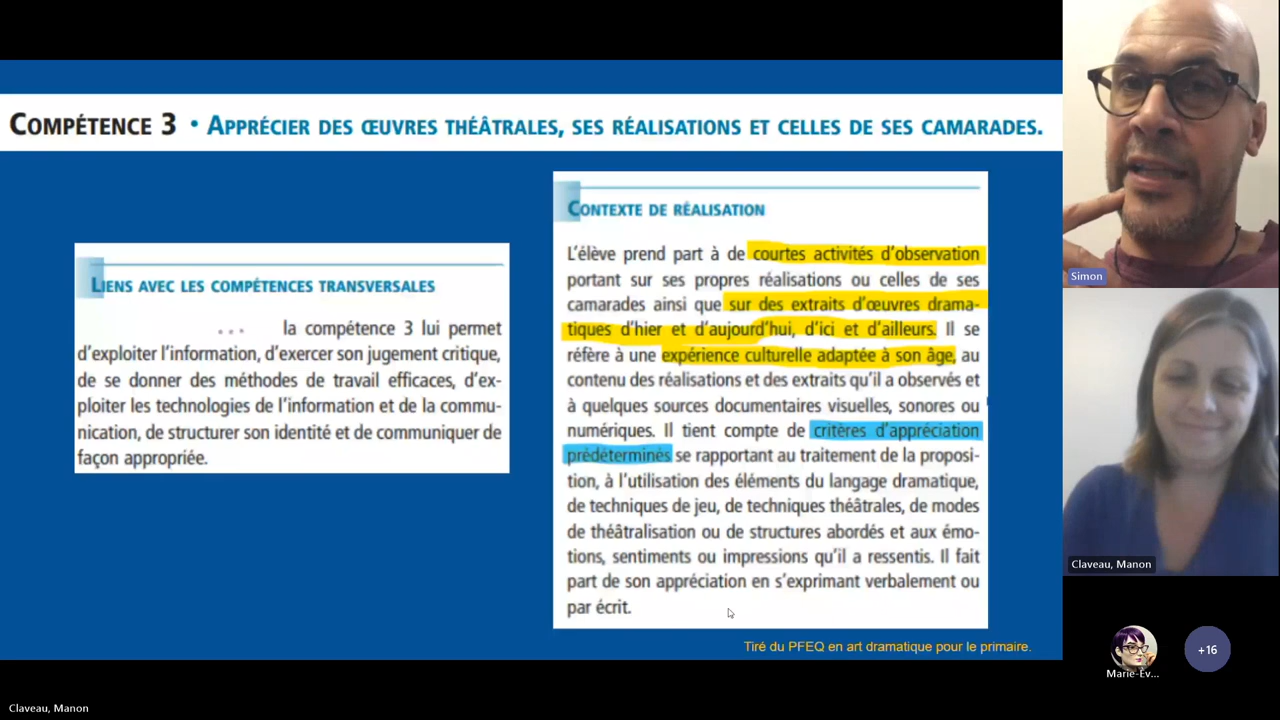 COMPÉTENCE 3 • APPRÉCIER DES ŒUVRES THÉÂTRALES, SES RÉALISATIONS ET CELLES DE SES CAMARADES.
LIENS AVEC LES COMPÉTENCES TRANSVERSALES
... la compétence 3 lui permet
d'exploiter l'information, d'exercer son jugement critique,
de se donner des méthodes de travail efficaces, d'ex-
ploiter les technologies de l'information et de la commu-
nication, de structurer son identité et de communiquer de
façon appropriée.
CONTEXTE DE RÉALISATION
L'élève prend part à de courtes activités d'observation
portant sur ses propres réalisations ou celles de ses
camarades ainsi que sur des extraits d'œuvres drama-
tiques d'hier et d'aujourd'hui, d'ici et d'ailleurs. Il se
réfère à une expérience culturelle adaptée à son âge, au
contenu des réalisations et des extraits qu'il a observés et
à quelques sources documentaires visuelles, sonores ou
numériques. Il tient compte de critères d'appréciation
prédéterminés se rapportant au traitement de la proposi-
tion, à l'utilisation des éléments du langage dramatique,
de techniques de jeu, de techniques théâtrales, de modes
de théâtralisation ou de structures abordés et aux émo-
tions, sentiments ou impressions qu'il a ressentis. Il fait
part de son appréciation en s'exprimant verbalement ou
par écrit.
Tiré du PFEQ en art dramatique pour le primaire.
Simon
Claveau, Manon
Marie-Ev...
+16
Claveau, Manon